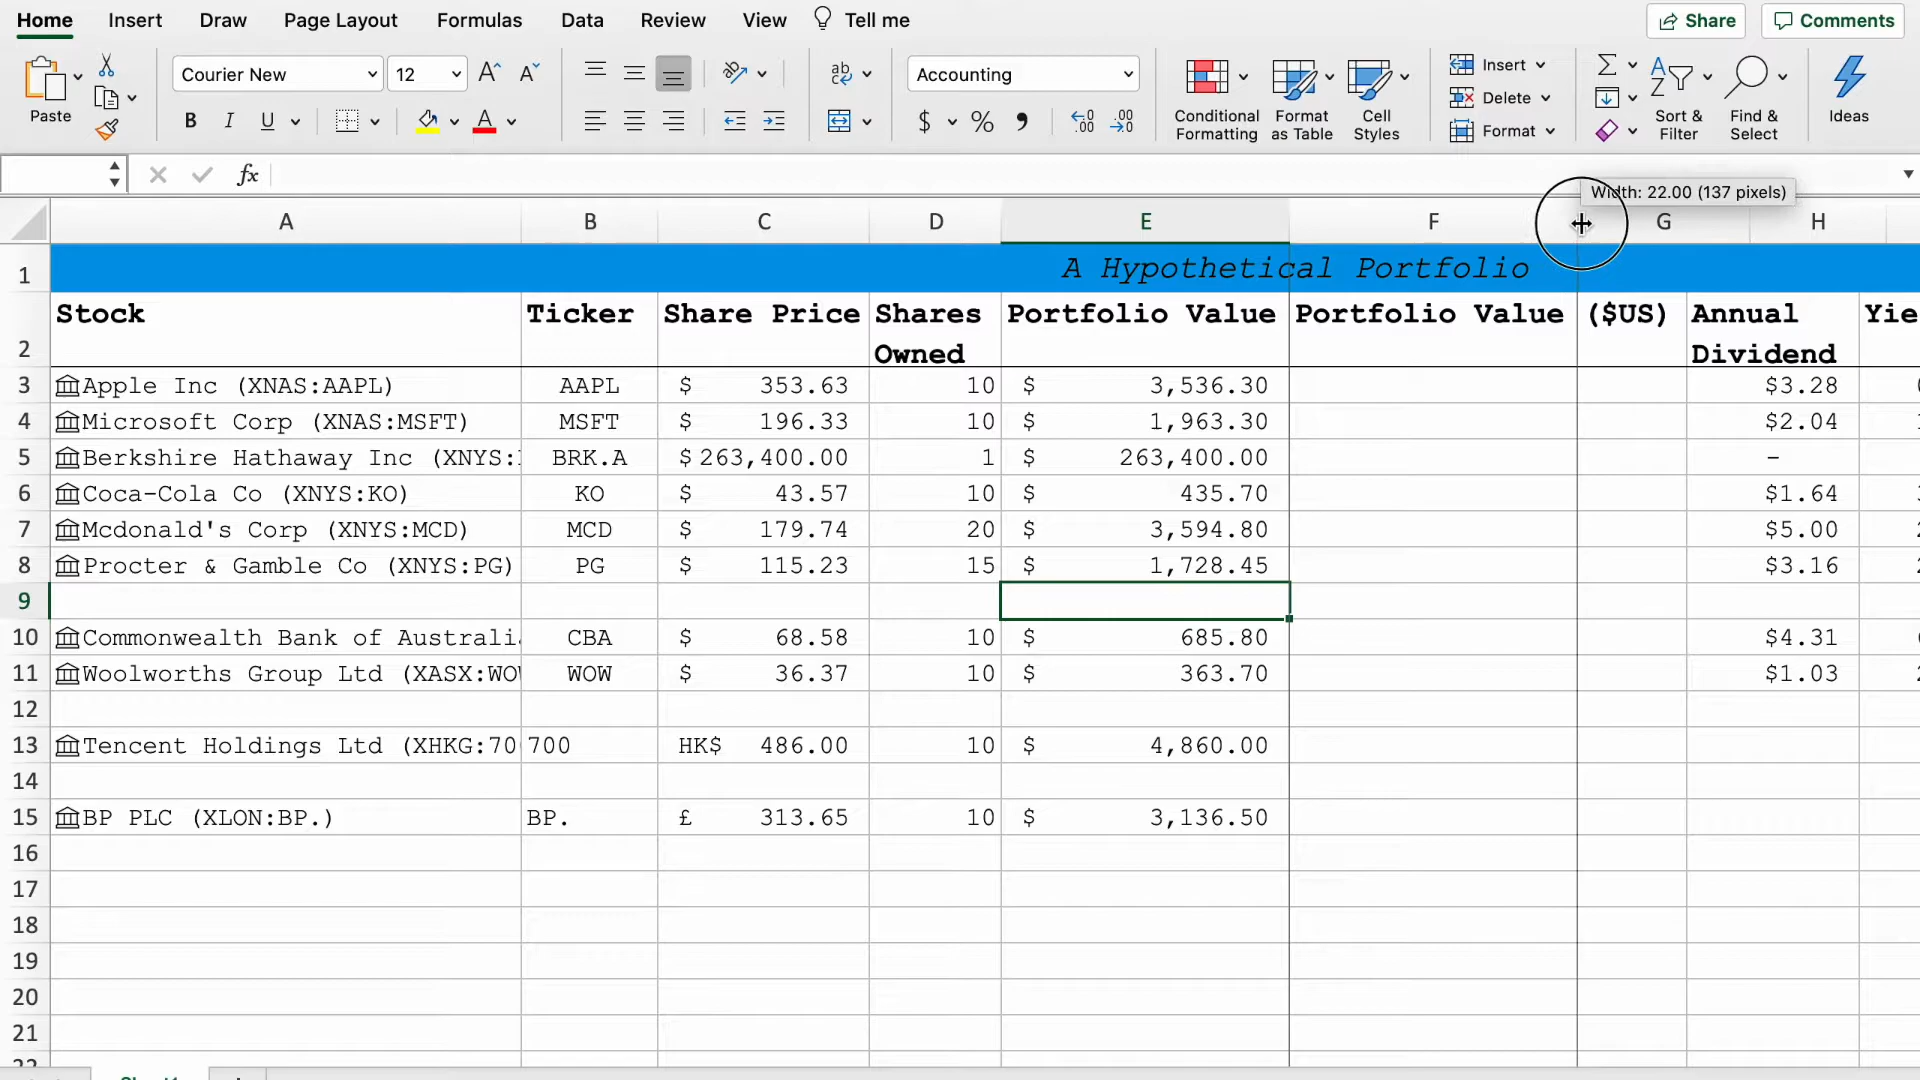 Home Insert Draw Page Layout Formulas Data Review View Tell me Share Comments
Paste Courier New 12 Accounting Conditional Formatting Format as Table Cell Styles Insert Delete Format Sort & Filter Find & Select Ideas
B I U $ % 9 .00 .00
fx
Width: 22.00 (137 pixels)
A B C D E F G H
1 A Hypothetical Portfolio
2 Stock Ticker Share Price Shares Owned Portfolio Value Portfolio Value ($US) Annual Dividend Yie
3 Apple Inc (XNAS:AAPL) AAPL $ 353.63 10 $ 3,536.30 $3.28
4 Microsoft Corp (XNAS:MSFT) MSFT $ 196.33 10 $ 1,963.30 $2.04
5 Berkshire Hathaway Inc (XNYS: BRK.A $ 263,400.00 1 $ 263,400.00 -
6 Coca-Cola Co (XNYS:KO) KO $ 43.57 10 $ 435.70 $1.64
7 Mcdonald's Corp (XNYS:MCD) MCD $ 179.74 20 $ 3,594.80 $5.00
8 Procter & Gamble Co (XNYS:PG) PG $ 115.23 15 $ 1,728.45 $3.16
9
10 Commonwealth Bank of Australi CBA $ 68.58 10 $ 685.80 $4.31
11 Woolworths Group Ltd (XASX:WO WOW $ 36.37 10 $ 363.70 $1.03
12
13 Tencent Holdings Ltd (XHKG:70 700 HK$ 486.00 10 $ 4,860.00
14
15 BP PLC (XLON:BP.) BP. £ 313.65 10 $ 3,136.50
16
17
18
19
20
21